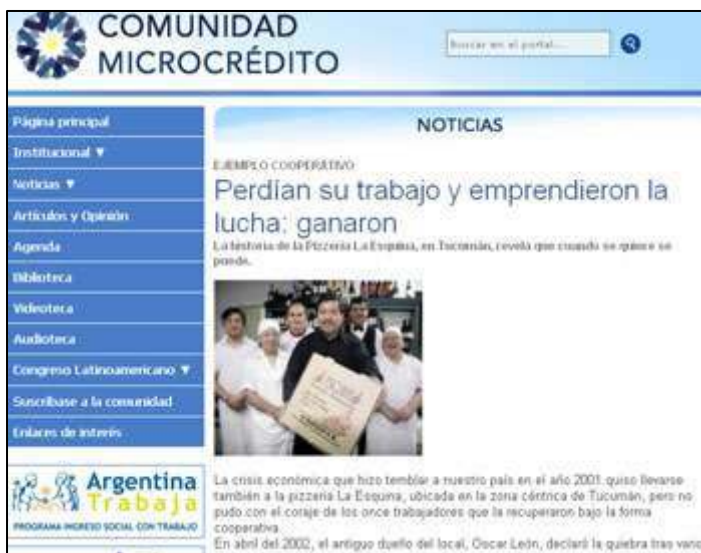 COMUNIDAD
MICROCRÉDITO
Buscar en el portal...
Página principal
Institucional ▼
Noticias ▼
Artículos y Opinión
Agenda
Biblioteca
Videoteca
Audioteca
Congreso Latinoamericano ▼
Suscríbase a la comunidad
Enlaces de interés
Argentina
Trabaja
PROGRAMA INGRESO SOCIAL CON TRABAJO
NOTICIAS
EJEMPLO COOPERATIVO
Perdían su trabajo y emprendieron la
lucha: ganaron
La historia de la Pizzería La Esquina, en Tucumán, revela que cuando se quiere se
puede.
La crisis económica que hizo temblar a nuestro país en el año 2001 quiso llevarse
también a la pizzería La Esquina, ubicada en la zona céntrica de Tucumán, pero no
pudo con el coraje de los once trabajadores que la recuperaron bajo la forma
cooperativa.
En abril del 2002, el antiguo dueño del local, Oscar León, declaró la quiebra tras